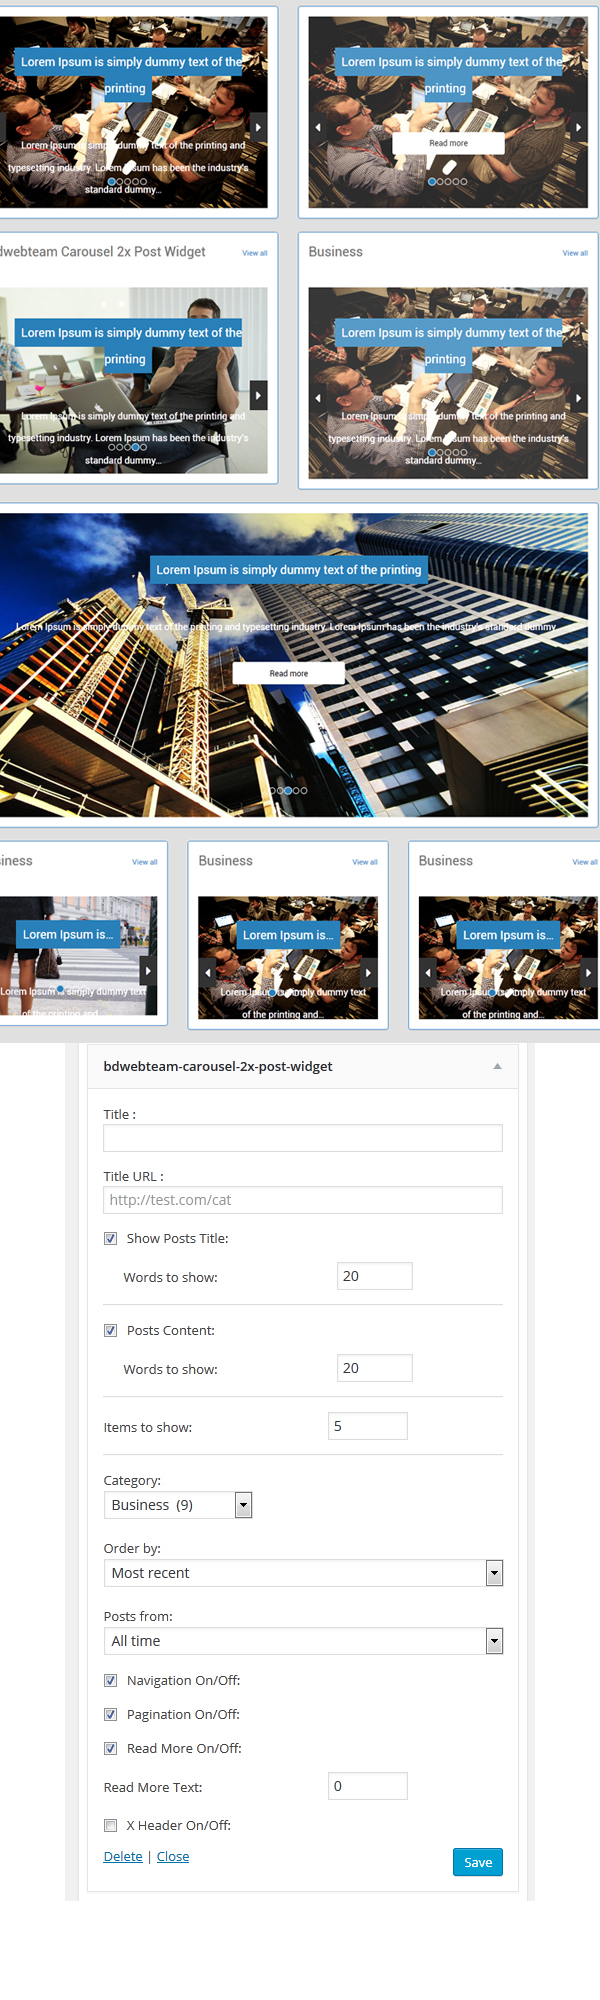 Lorem Ipsum is simply dummy text of the
printing
Lorem Ipsum is simply dummy text of the printing and
typesetting industry. Lorem Ipsum has been the industry's
standard dummy...
Lorem Ipsum is simply dummy text of the
printing
Read more
dwebteam Carousel 2x Post Widget
View all
Lorem Ipsum is simply dummy text of the
printing
Lorem Ipsum is simply dummy text of the printing and
typesetting industry. Lorem Ipsum has been the industry's
standard dummy...
Business
View all
Lorem Ipsum is simply dummy text of the
printing
Lorem Ipsum is simply dummy text of the printing and
typesetting industry. Lorem Ipsum has been the industry's
standard dummy...
Lorem Ipsum is simply dummy text of the printing
Lorem Ipsum is simply dummy text of the printing and typesetting industry. Lorem Ipsum has been the industry's standard dummy
Read more
siness
View all
Lorem Ipsum is...
Lorem Ipsum is simply dummy text
of the printing and...
Business
View all
Lorem Ipsum is...
Lorem Ipsum is simply dummy text
of the printing and...
Business
View all
Lorem Ipsum is...
Lorem Ipsum is simply dummy text
of the printing and...
bdwebteam-carousel-2x-post-widget
Title :
Title URL :
http://test.com/cat
Show Posts Title:
Words to show: 20
Posts Content:
Words to show: 20
Items to show: 5
Category:
Business (9)
Order by:
Most recent
Posts from:
All time
Navigation On/Off:
Pagination On/Off:
Read More On/Off:
Read More Text: 0
X Header On/Off:
Delete | Close
Save